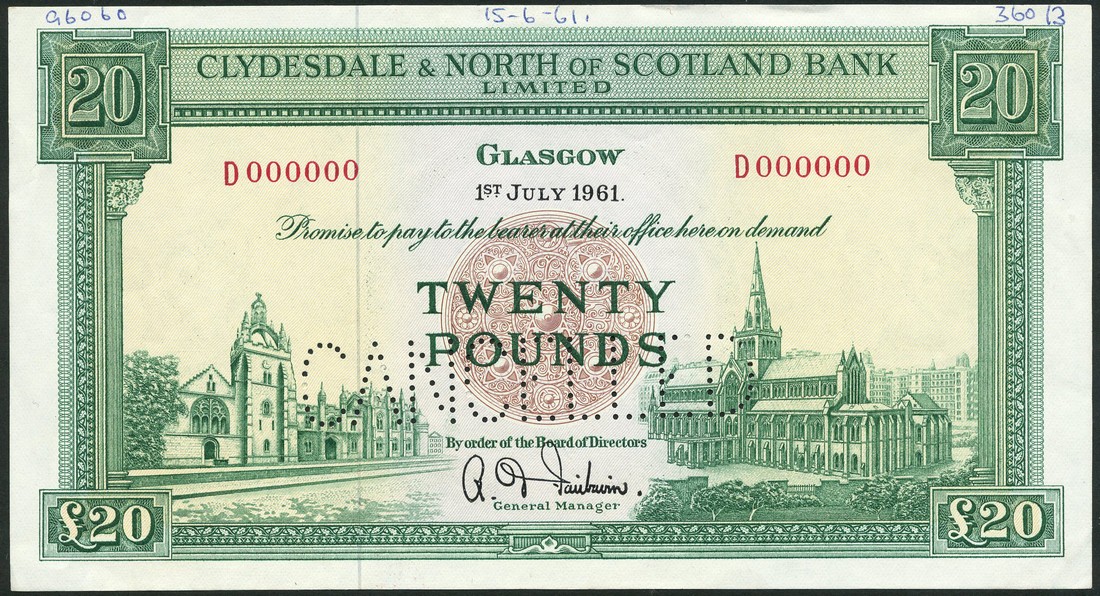 96060 15-6-61. 36013
20 CLYDESDALE & NORTH OF SCOTLAND BANK 20
LIMITED
GLASGOW
D000000 D000000
1ST JULY 1961.
Promise to pay to the bearer at their office here on demand
TWENTY
POUNDS
CANCELLED
By order of the Board of Directors
R. D. Fairbairn.
General Manager
£20 £20